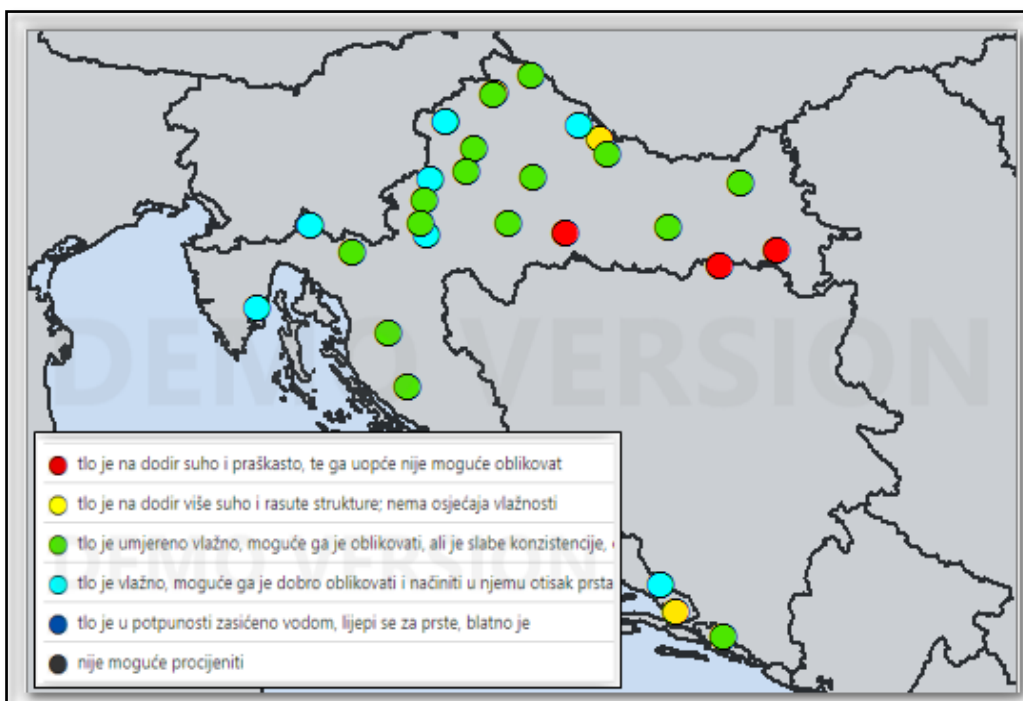 DEMO VERSION
tlo je na dodir suho i praškasto, te ga uopće nije moguće oblikovat
tlo je na dodir više suho i rasute strukture; nema osjećaja vlažnosti
tlo je umjereno vlažno, moguće ga je oblikovati, ali je slabe konzistencije,
DEMO VERSION
tlo je vlažno, moguće ga je dobro oblikovati i načiniti u njemu otisak prsta
tlo je u potpunosti zasićeno vodom, lijepi se za prste, blatno je
nije moguće procijeniti